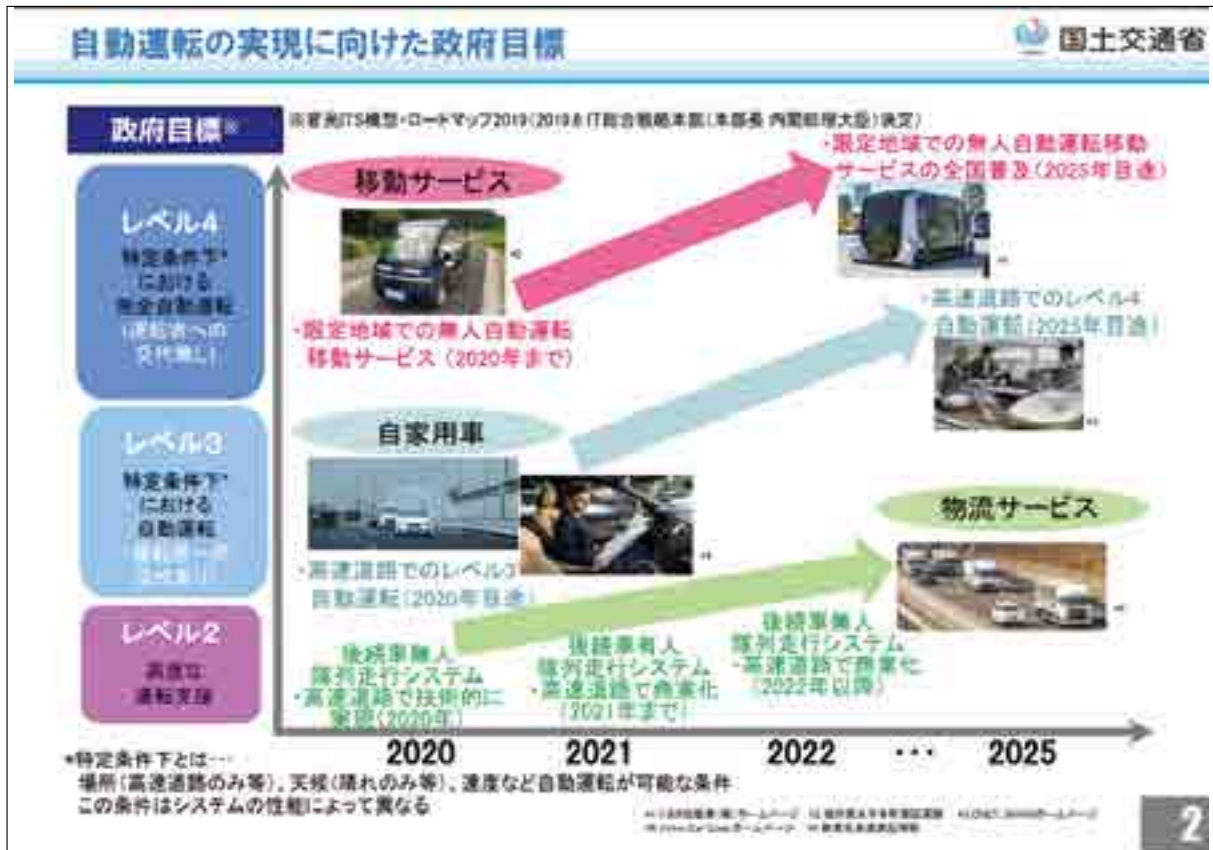 自動運転の実現に向けた政府目標
国土交通省
政府目標※
※官民ITS構想・ロードマップ2019(2019.6 IT総合戦略本部(本部長 内閣総理大臣)決定)
レベル4
特定条件下*
における
完全自動運転
(運転者への
交代無し)
移動サービス
・限定地域での無人自動運転
移動サービス(2020年まで)
・限定地域での無人自動運転移動
サービスの全国普及(2025年目途)
・高速道路でのレベル4
自動運転(2025年目途)
レベル3
特定条件下*
における
自動運転
自家用車
・高速道路でのレベル3
自動運転(2020年目途)
物流サービス
レベル2
高度な
運転支援
後続車無人
隊列走行システム
・高速道路で技術的に
実現(2020年)
後続車有人
隊列走行システム
・高速道路で商業化
(2021年まで)
後続車無人
隊列走行システム
・高速道路で商業化
(2022年以降)
2020 2021 2022 ・・・ 2025
*特定条件下とは…
場所(高速道路のみ等)、天候(晴れのみ等)、速度など自動運転が可能な条件
この条件はシステムの性能によって異なる
2